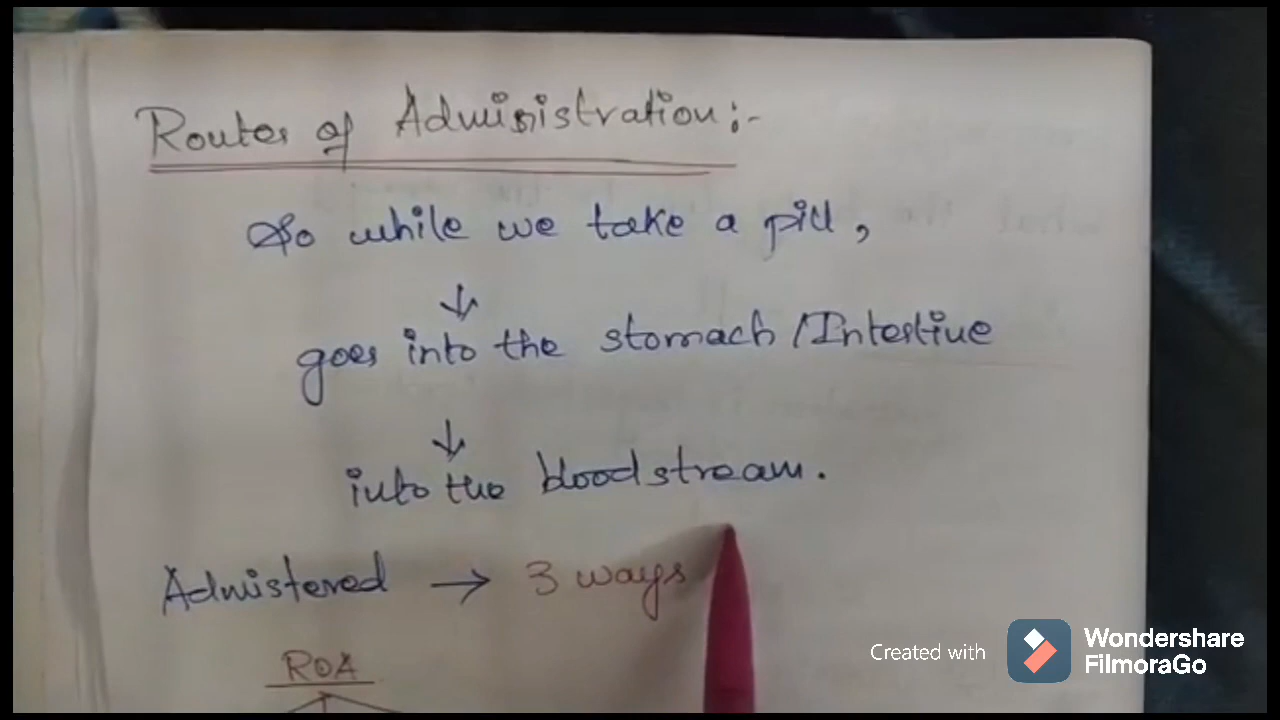 Routes of Administration:-
So while we take a pill,
↓
goes into the stomach/Intestine
↓
into the bloodstream.
Admistered → 3 ways
ROA
Created with Wondershare FilmoraGo